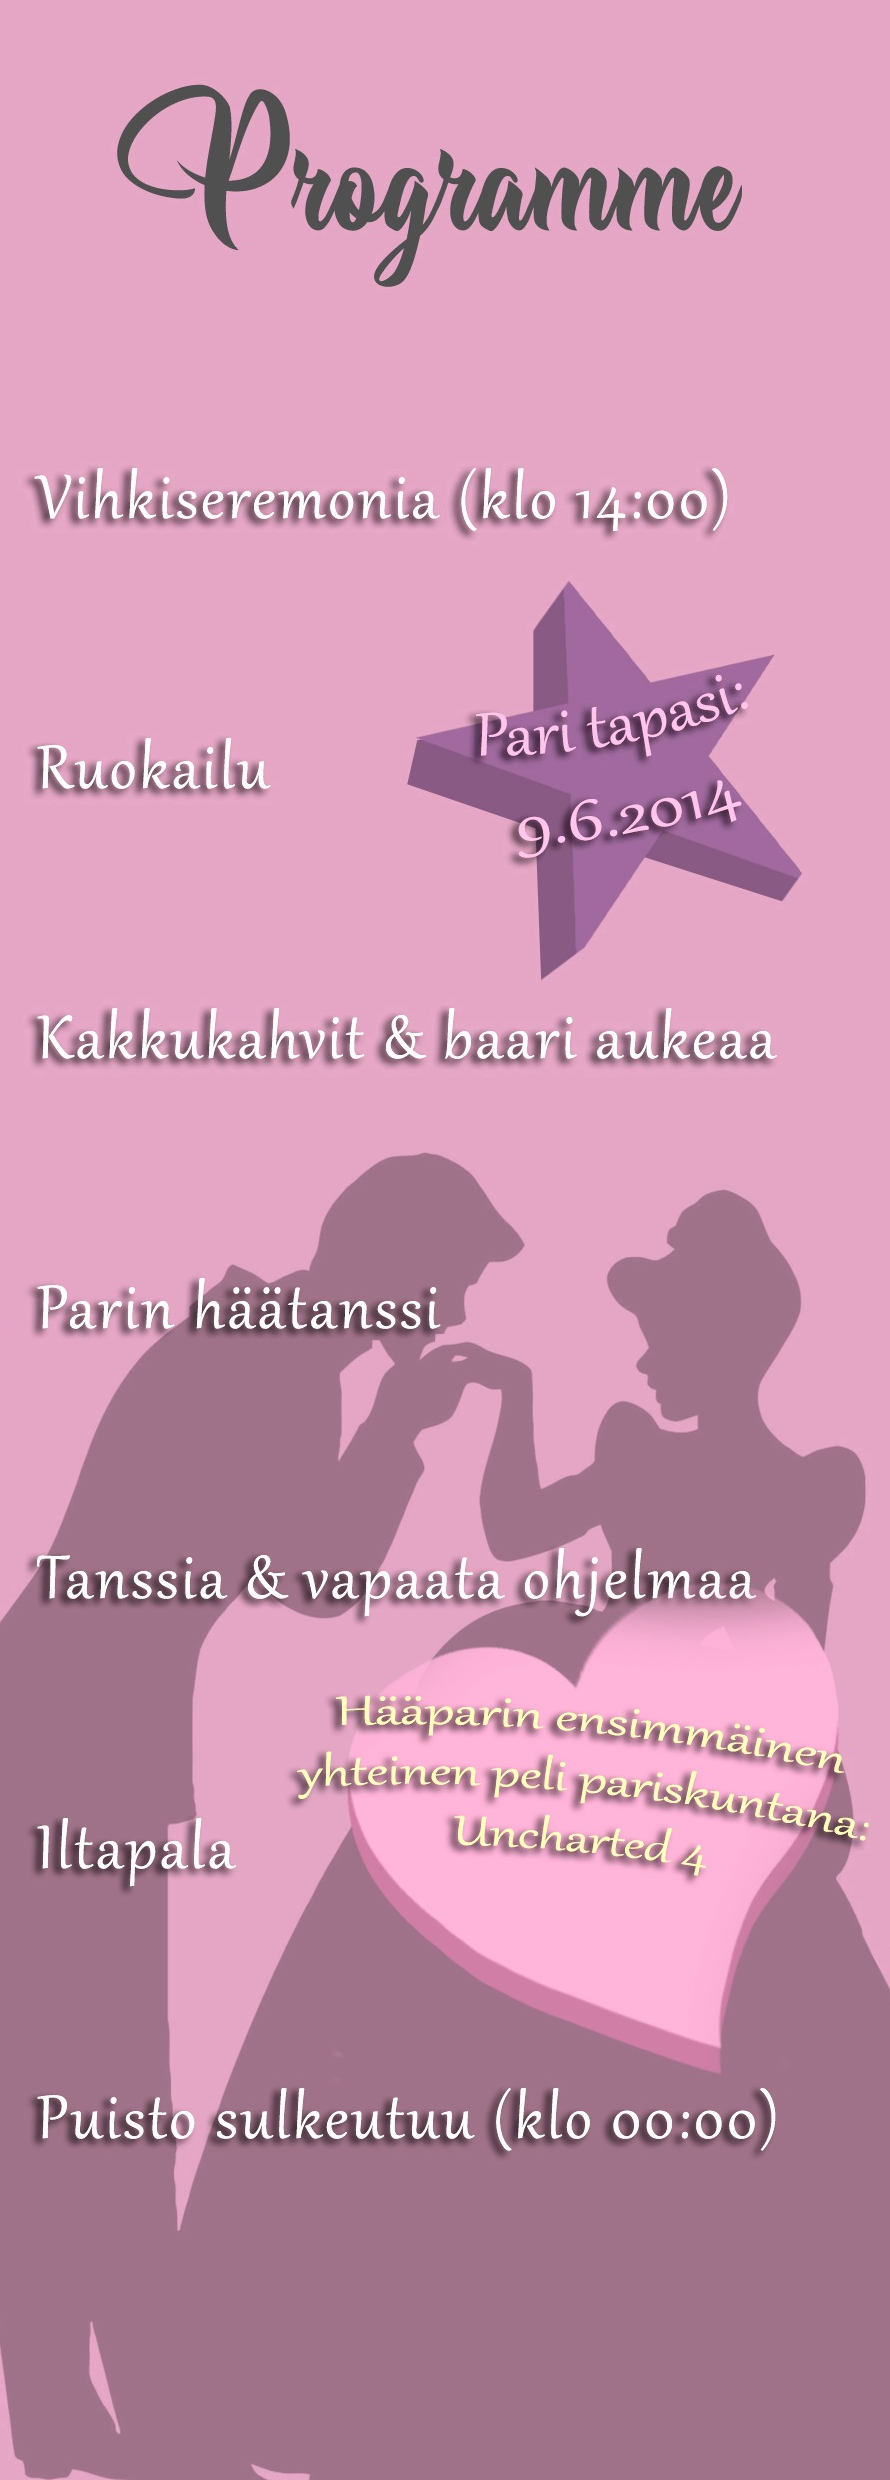 Programme
Vihkiseremonia (klo 14:00)
Pari tapasi:
9.6.2014
Ruokailu
Kakkukahvit & baari aukeaa
Parin häätanssi
Tanssia & vapaata ohjelmaa
Hääparin ensimmäinen
yhteinen peli pariskuntana:
Uncharted 4
Iltapala
Puisto sulkeutuu (klo 00:00)